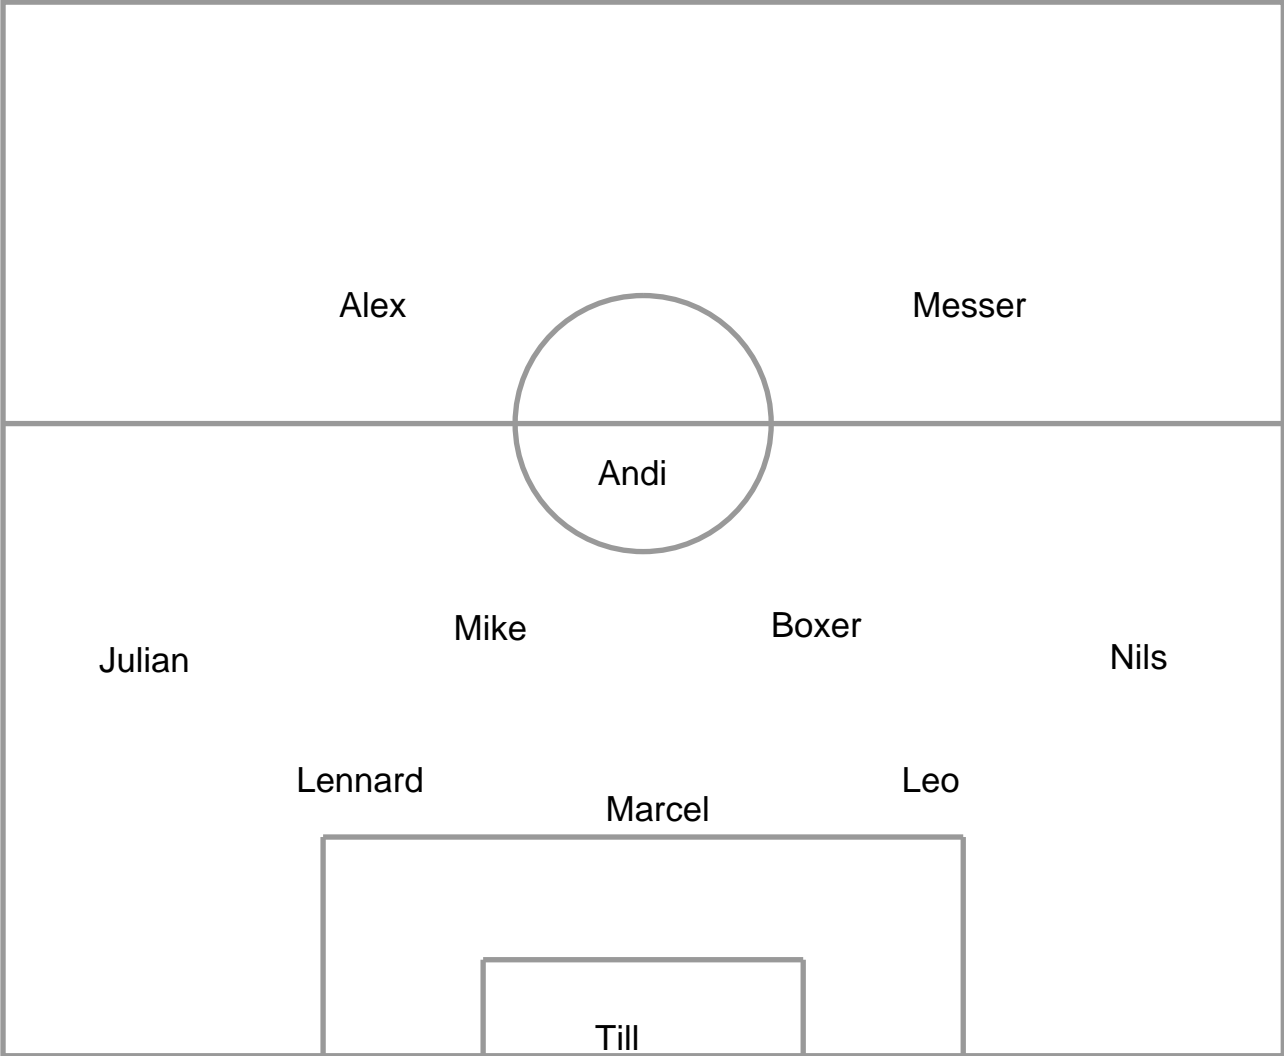 Alex
Messer
Andi
Mike
Boxer
Julian
Nils
Lennard
Leo
Marcel
Till